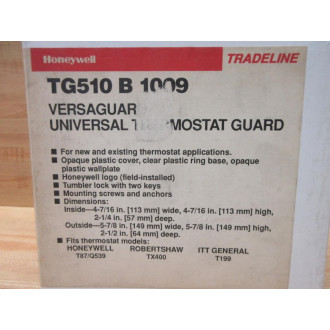 Honeywell TRADELINE
TG510 B 1009
VERSAGUAR
UNIVERSAL T MOSTAT GUARD
■ For new and existing thermostat applications.
■ Opaque plastic cover, clear plastic ring base, opaque
plastic wallplate
■ Honeywell logo (field-installed)
■ Tumbler lock with two keys
■ Mounting screws and anchors
■ Dimensions:
Inside—4-7/16 in. [113 mm] wide, 4-7/16 in. [113 mm] high,
2-1/4 in. [57 mm] deep.
Outside—5-7/8 in. [149 mm] wide, 5-7/8 in. [149 mm] high,
2-1/2 in. [64 mm] deep.
■ Fits thermostat models:
HONEYWELL ROBERTSHAW ITT GENERAL
T87/Q539 TX400 T199